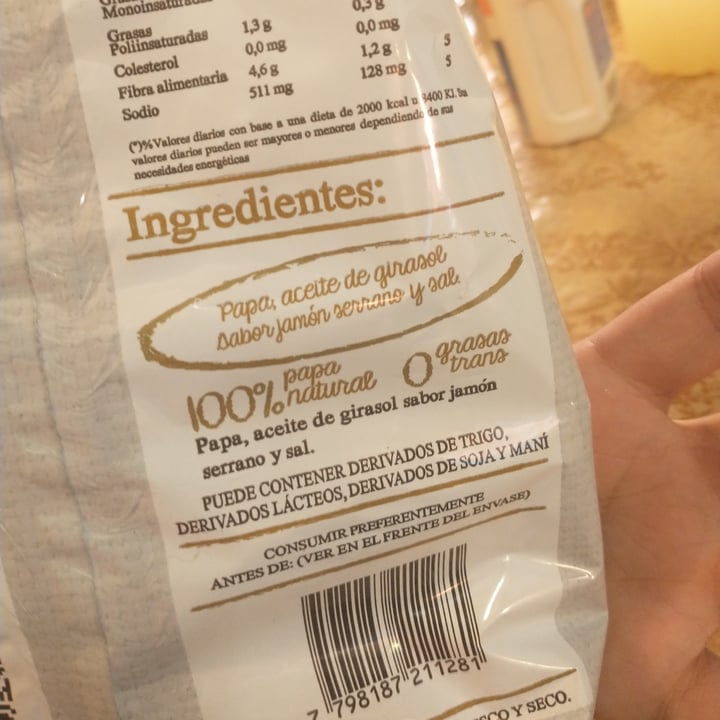 Monoinsaturadas 0,3 g
Grasas
Poliinsaturadas 1,3 g 0,0 mg
Colesterol 0,0 mg 1,2 g 5
Fibra alimentaria 4,6 g 128 mg 5
Sodio 511 mg
(*)%Valores diarios con base a una dieta de 2000 kcal u 8400 KJ. Sus
valores diarios pueden ser mayores o menores dependiendo de sus
necesidades energéticas
Ingredientes:
Papa, aceite de girasol
sabor jamón serrano y sal.
100% papa natural 0 grasas trans
Papa, aceite de girasol sabor jamón
serrano y sal.
PUEDE CONTENER DERIVADOS DE TRIGO,
DERIVADOS LÁCTEOS, DERIVADOS DE SOJA Y MANÍ
CONSUMIR PREFERENTEMENTE
ANTES DE: (VER EN EL FRENTE DEL ENVASE)
7 798187 211281
Y SECO.